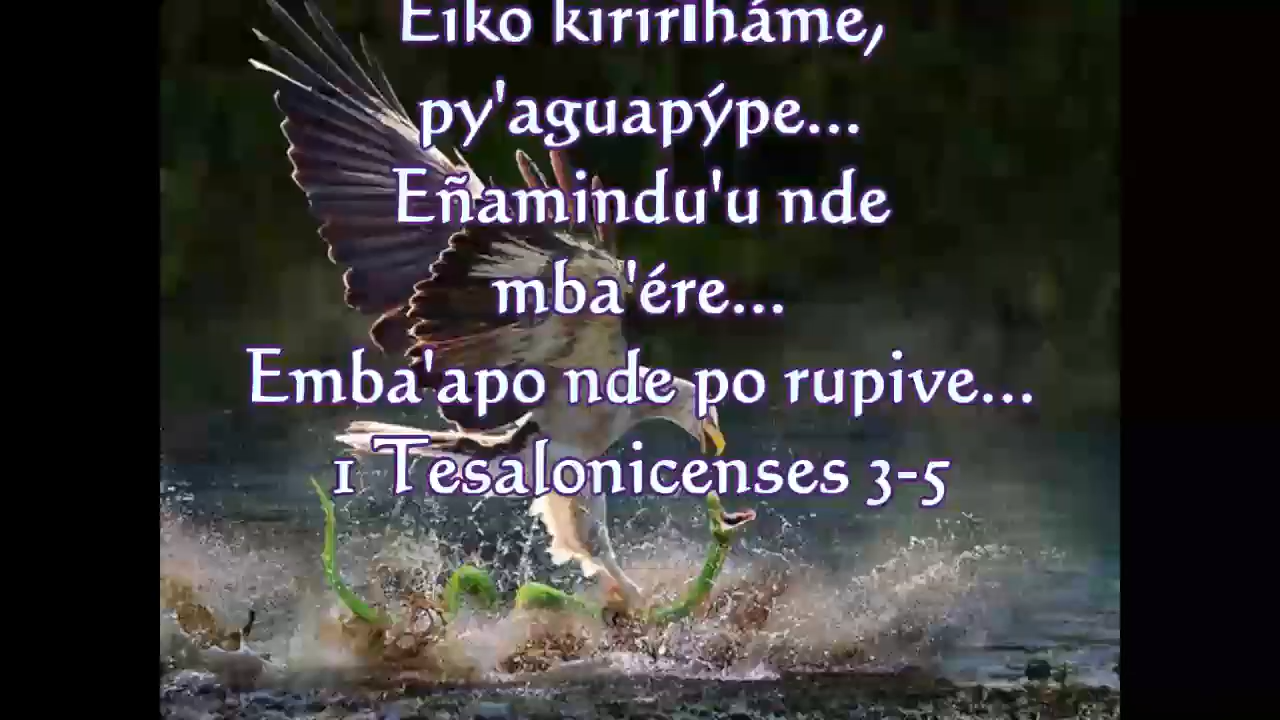 Eiko kirirĩháme,
py'aguapýpe...
Eñamindu'u nde
mba'ére...
Emba'apo nde po rupive...
1 Tesalonicenses 3-5